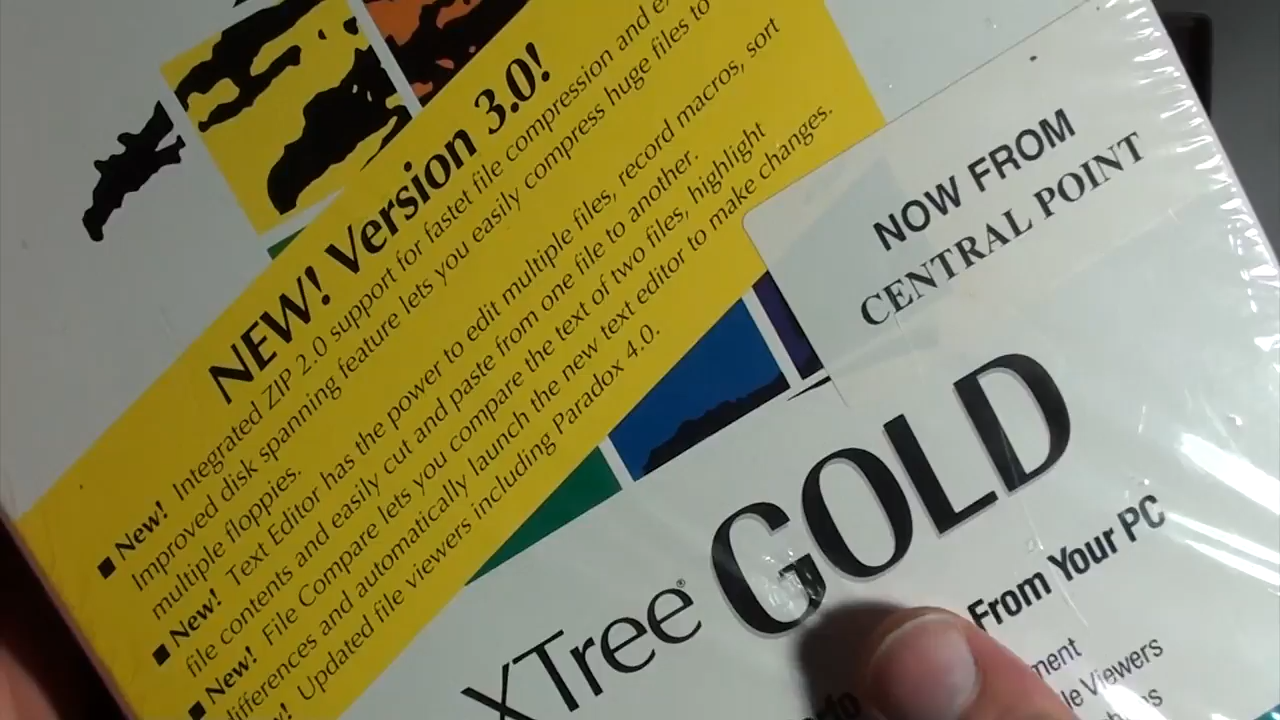 NEW! Version 3.0!
■ New! Integrated ZIP 2.0 support for fastet file compression and
Improved disk spanning feature lets you easily compress huge files to
multiple floppies.
■ New! Text Editor has the power to edit multiple files, record macros, sort
file contents and easily cut and paste from one file to another.
■ New! File Compare lets you compare the text of two files, highlight
differences and automatically launch the new text editor to make changes.
Updated file viewers including Paradox 4.0.
NOW FROM
CENTRAL POINT
XTree® GOLD
From Your PC
Viewers